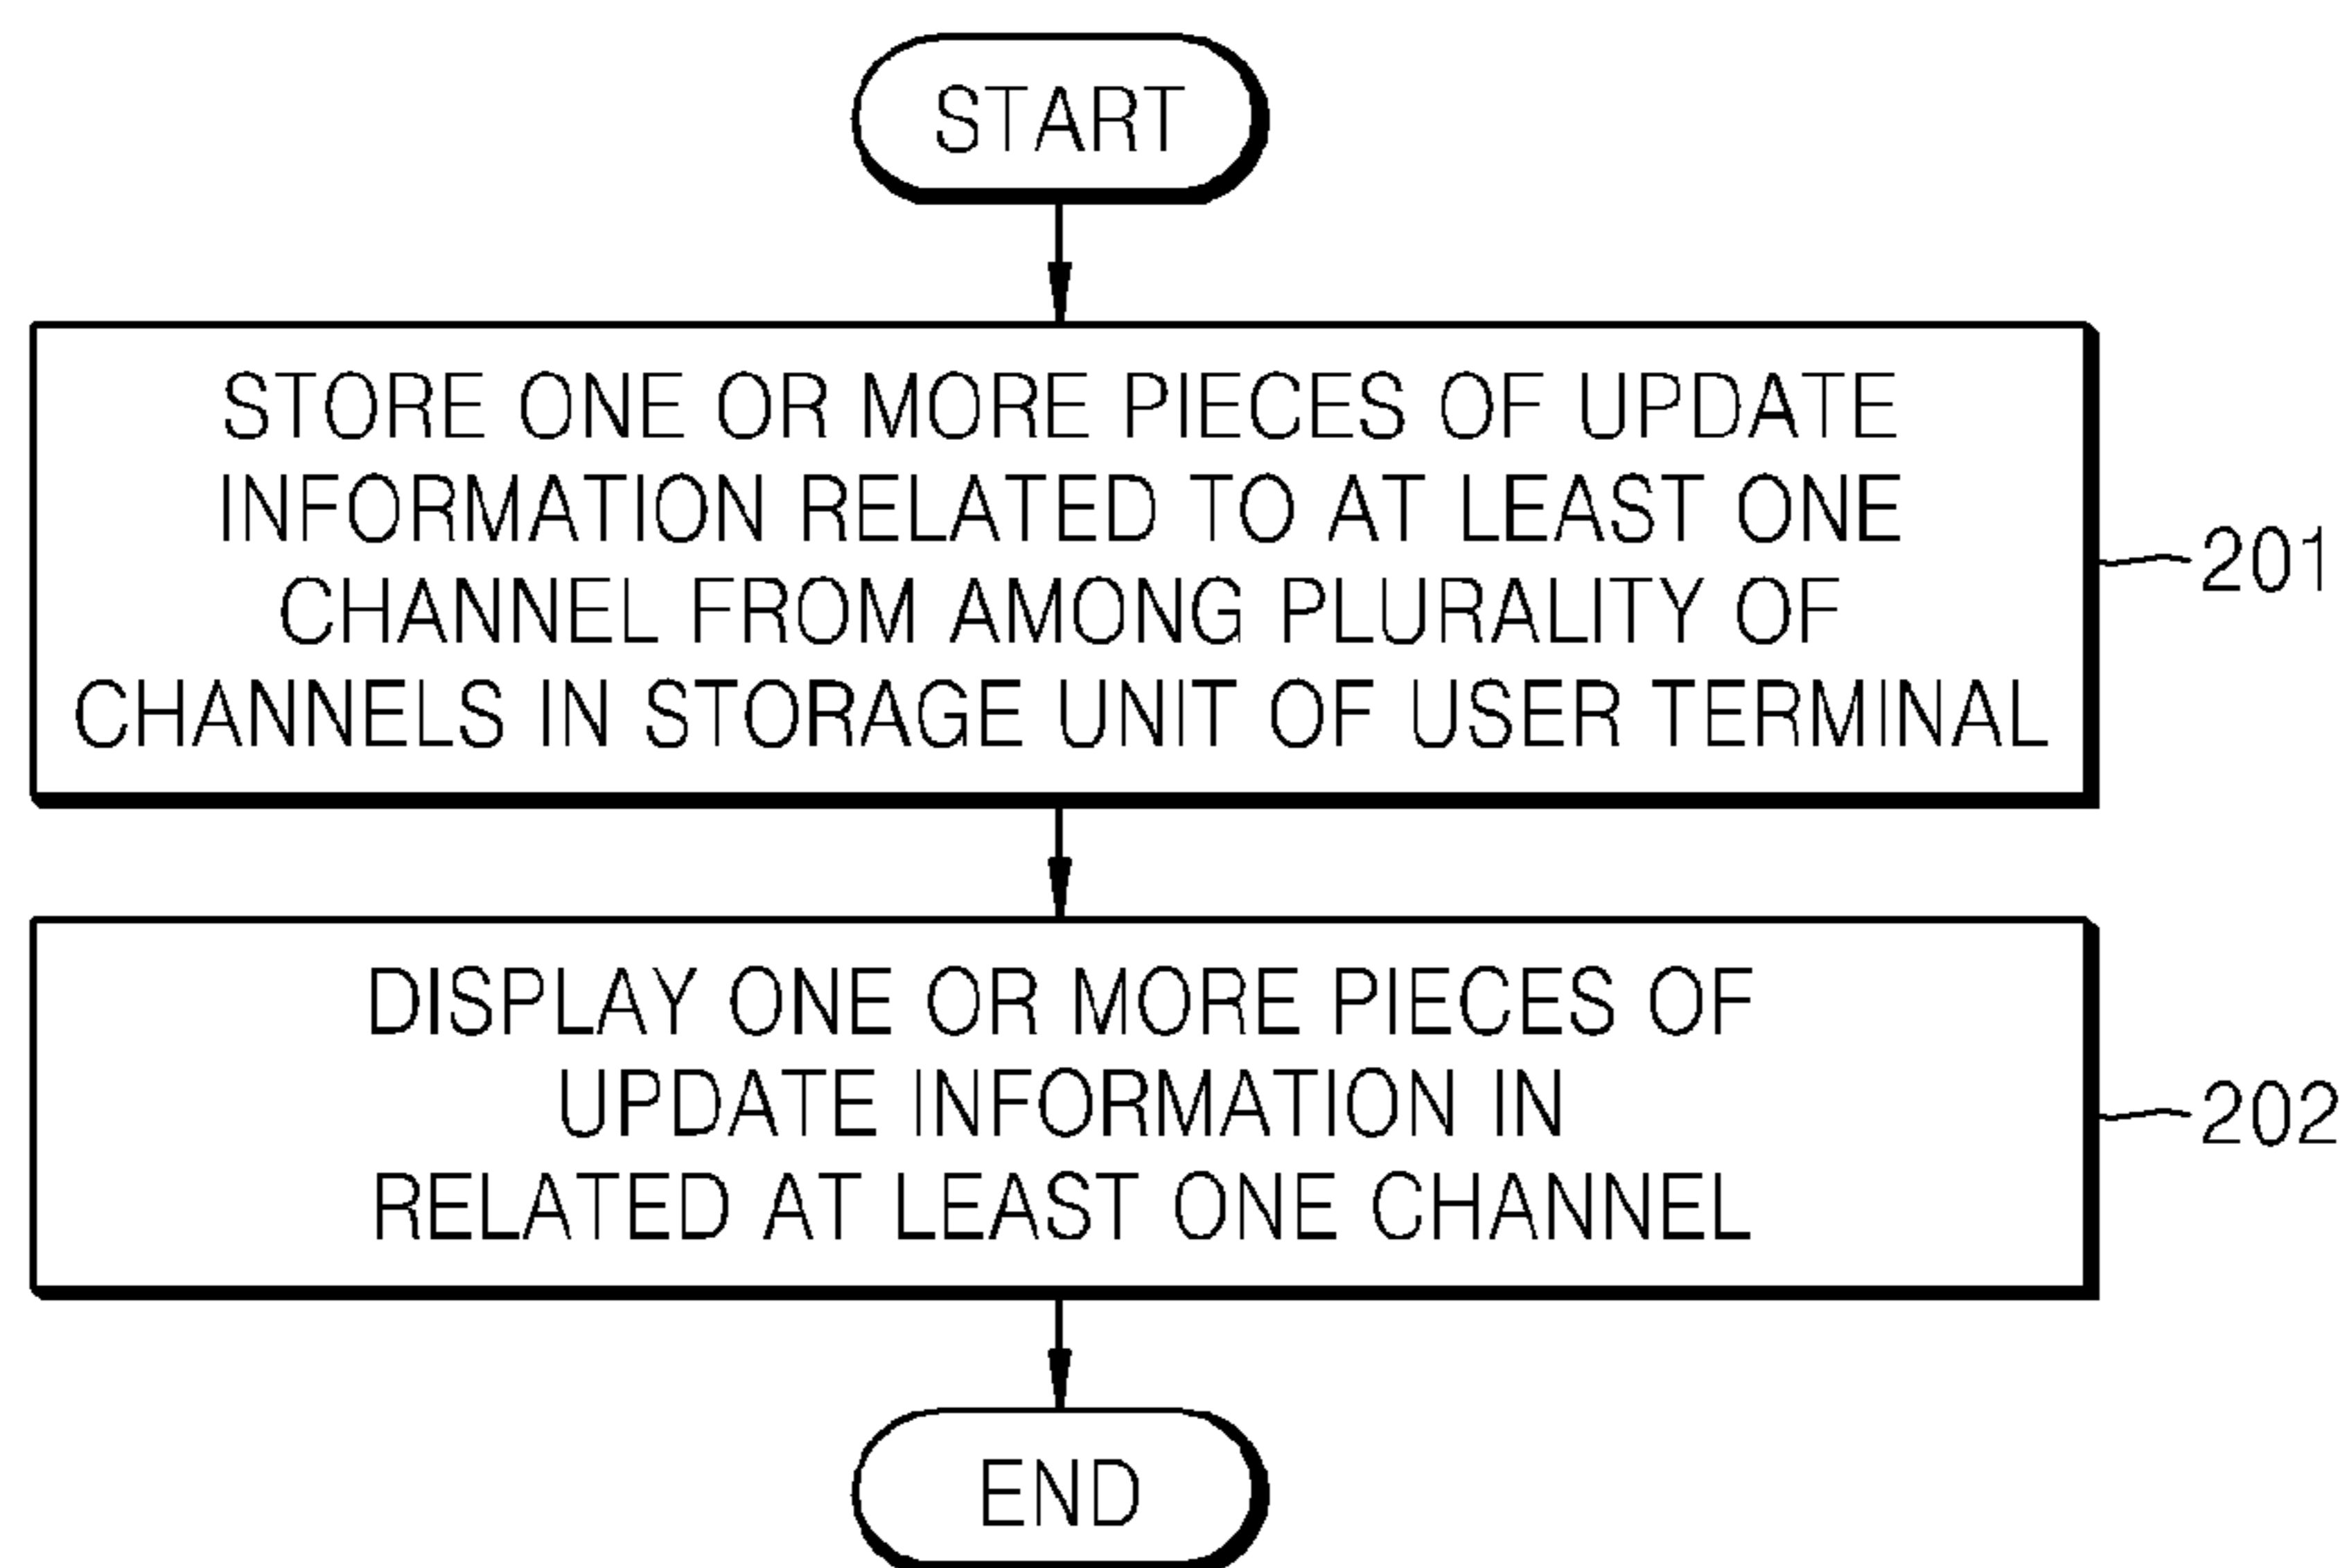 START
STORE ONE OR MORE PIECES OF UPDATE
INFORMATION RELATED TO AT LEAST ONE
CHANNEL FROM AMONG PLURALITY OF
CHANNELS IN STORAGE UNIT OF USER TERMINAL
201
DISPLAY ONE OR MORE PIECES OF
UPDATE INFORMATION IN
RELATED AT LEAST ONE CHANNEL
202
END